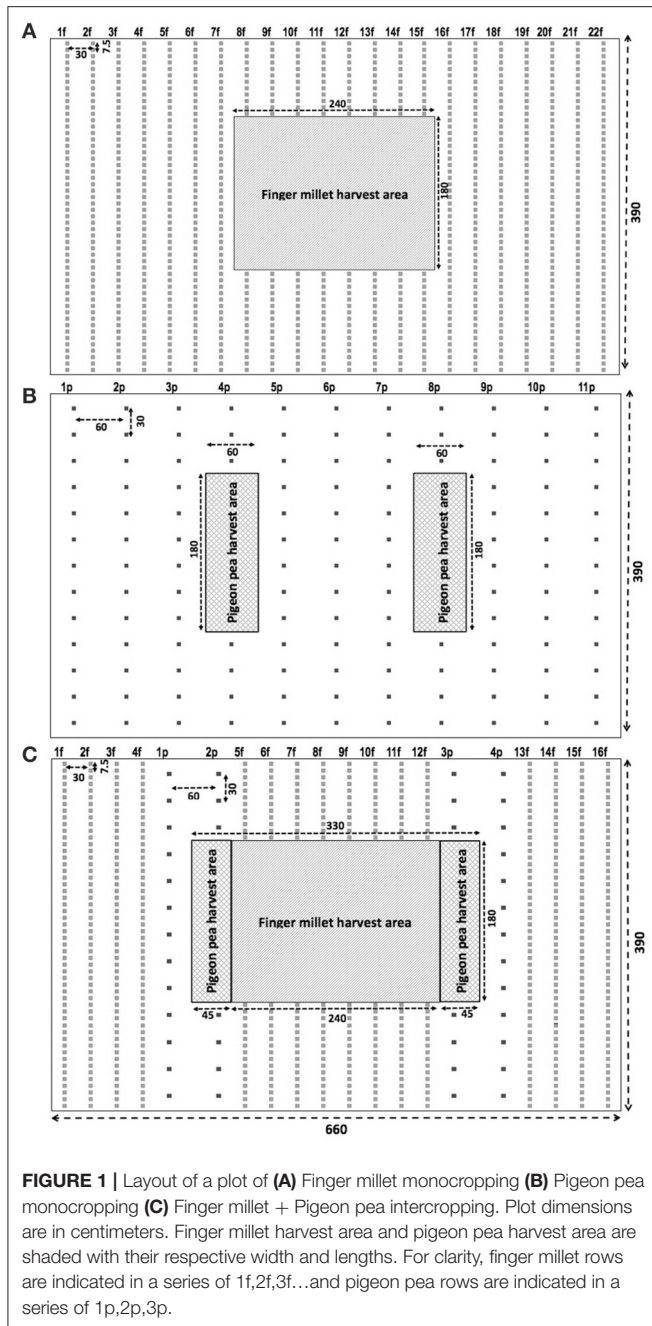 A
1f 2f 3f 4f 5f 6f 7f 8f 9f 10f 11f 12f 13f 14f 15f 16f 17f 18f 19f 20f 21f 22f
30
7.5
240
Finger millet harvest area
180
390
B
1p 2p 3p 4p 5p 6p 7p 8p 9p 10p 11p
60
30
60
60
180
Pigeon pea harvest area
Pigeon pea harvest area
180
390
C
1f 2f 3f 4f 1p 2p 5f 6f 7f 8f 9f 10f 11f 12f 3p 4p 13f 14f 15f 16f
30
7.5
60
30
330
Pigeon pea harvest area
Finger millet harvest area
Pigeon pea harvest area
180
390
45
240
45
660
FIGURE 1 | Layout of a plot of (A) Finger millet monocropping (B) Pigeon pea
monocropping (C) Finger millet + Pigeon pea intercropping. Plot dimensions
are in centimeters. Finger millet harvest area and pigeon pea harvest area are
shaded with their respective width and lengths. For clarity, finger millet rows
are indicated in a series of 1f,2f,3f...and pigeon pea rows are indicated in a
series of 1p,2p,3p.